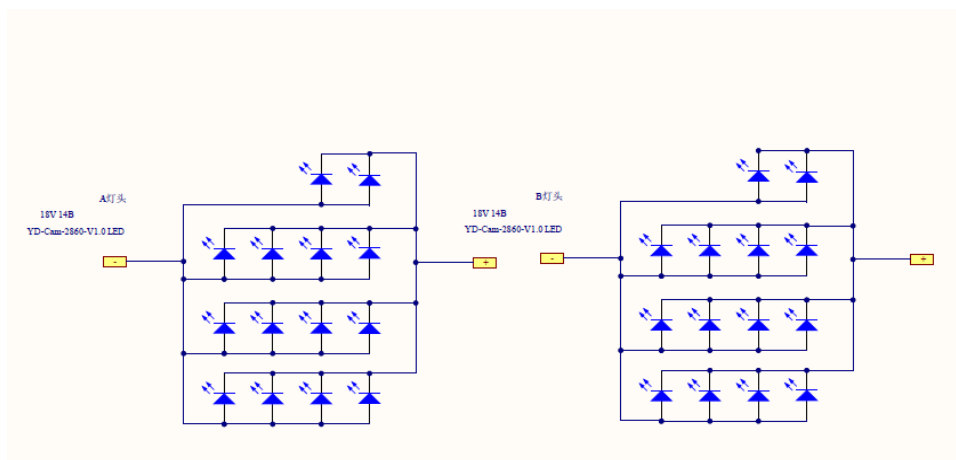 A灯头
18V 14B
YD-Cam-2860-V1.0 LED
-
+
B灯头
18V 14B
YD-Cam-2860-V1.0 LED
-
+